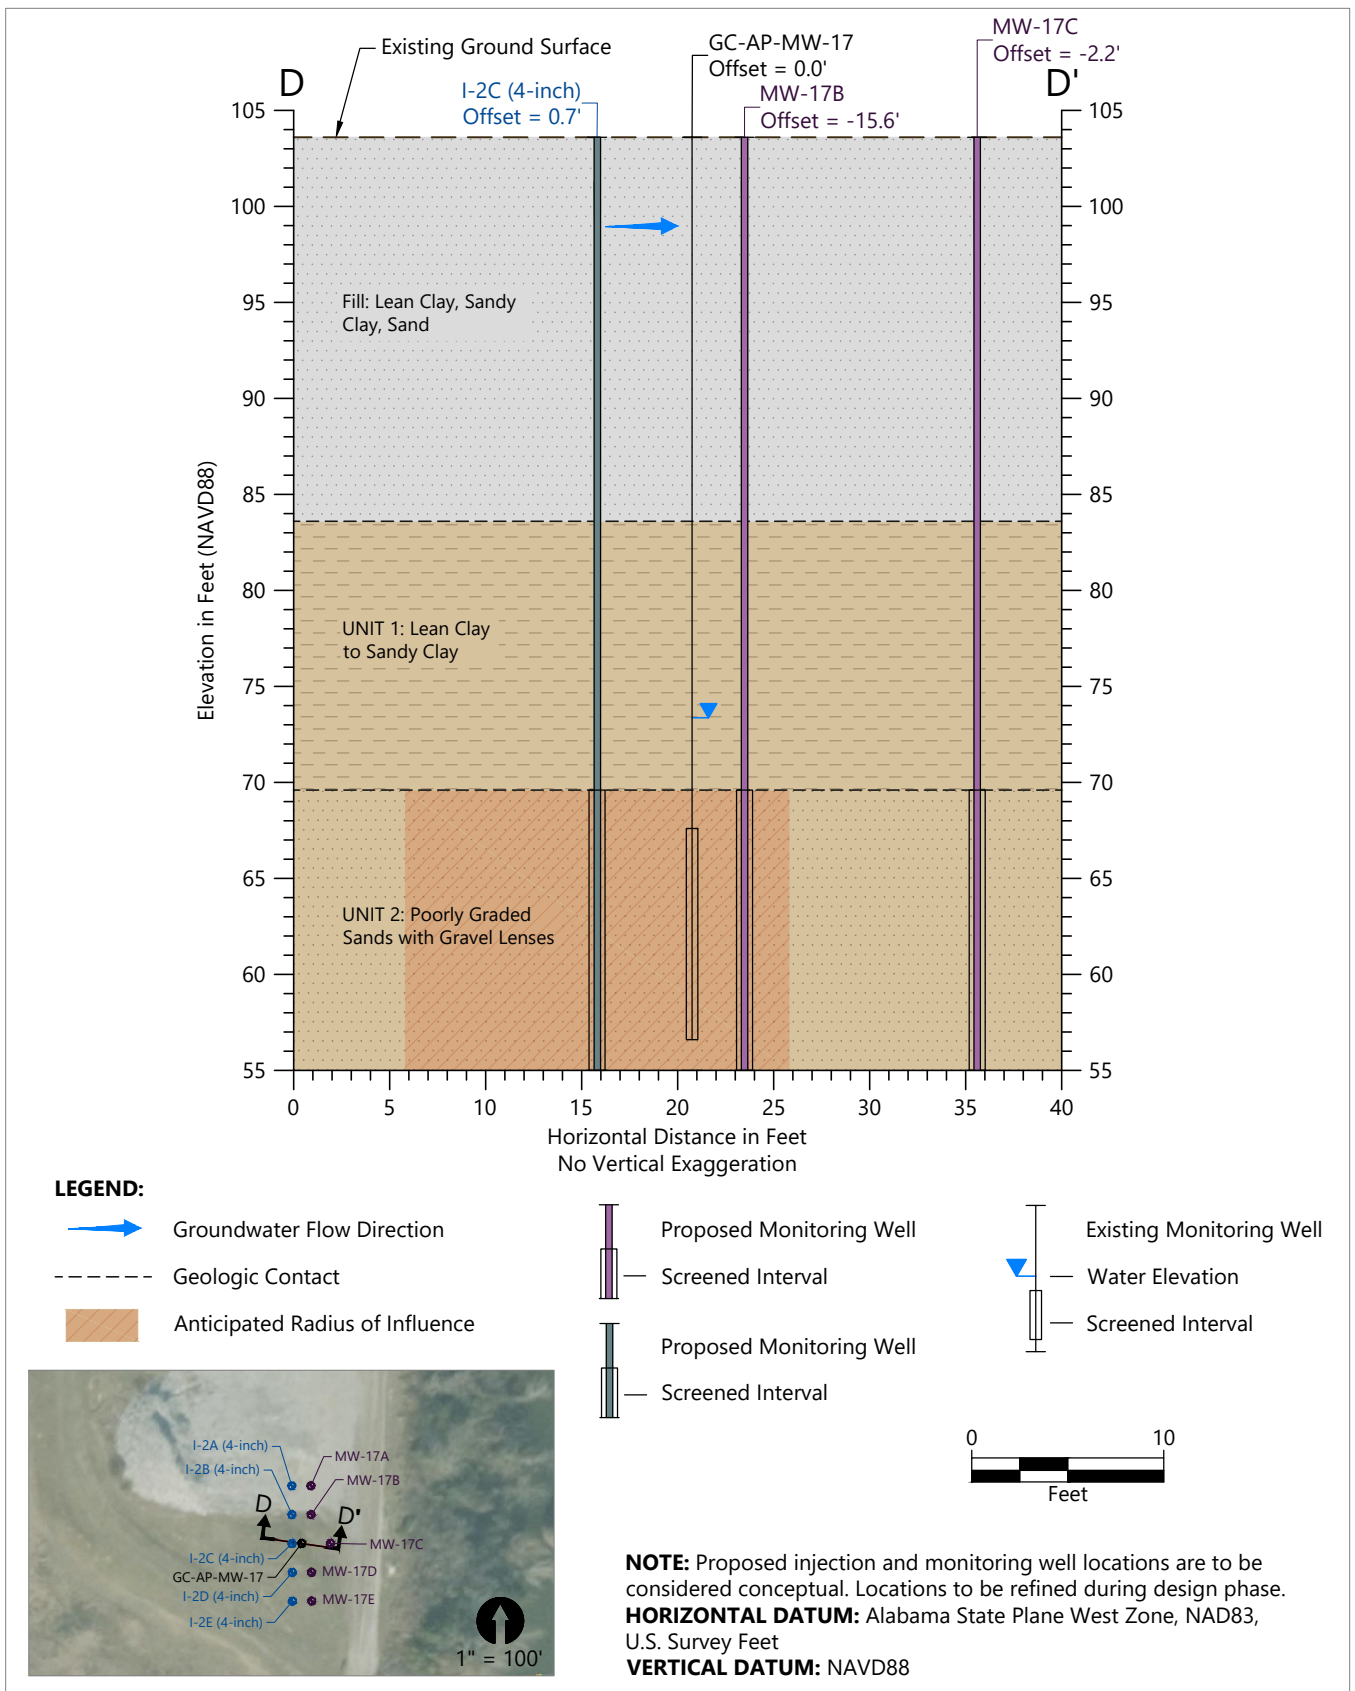 Existing Ground Surface
GC-AP-MW-17
Offset = 0.0'
MW-17C
Offset = -2.2'
D
D'
I-2C (4-inch)
Offset = 0.7'
MW-17B
Offset = -15.6'
105
105
100
100
95
95
90
90
85
85
80
80
75
75
70
70
65
65
60
60
55
55
Elevation in Feet (NAVD88)
Fill: Lean Clay, Sandy
Clay, Sand
UNIT 1: Lean Clay
to Sandy Clay
UNIT 2: Poorly Graded
Sands with Gravel Lenses
0 5 10 15 20 25 30 35 40
Horizontal Distance in Feet
No Vertical Exaggeration
LEGEND:
Groundwater Flow Direction
Geologic Contact
Anticipated Radius of Influence
Proposed Monitoring Well
Screened Interval
Proposed Monitoring Well
Screened Interval
Existing Monitoring Well
Water Elevation
Screened Interval
I-2A (4-inch)
I-2B (4-inch)
MW-17A
MW-17B
D
D'
MW-17C
I-2C (4-inch)
GC-AP-MW-17
MW-17D
I-2D (4-inch)
MW-17E
I-2E (4-inch)
1" = 100'
0 10
Feet
NOTE: Proposed injection and monitoring well locations are to be
considered conceptual. Locations to be refined during design phase.
HORIZONTAL DATUM: Alabama State Plane West Zone, NAD83,
U.S. Survey Feet
VERTICAL DATUM: NAVD88